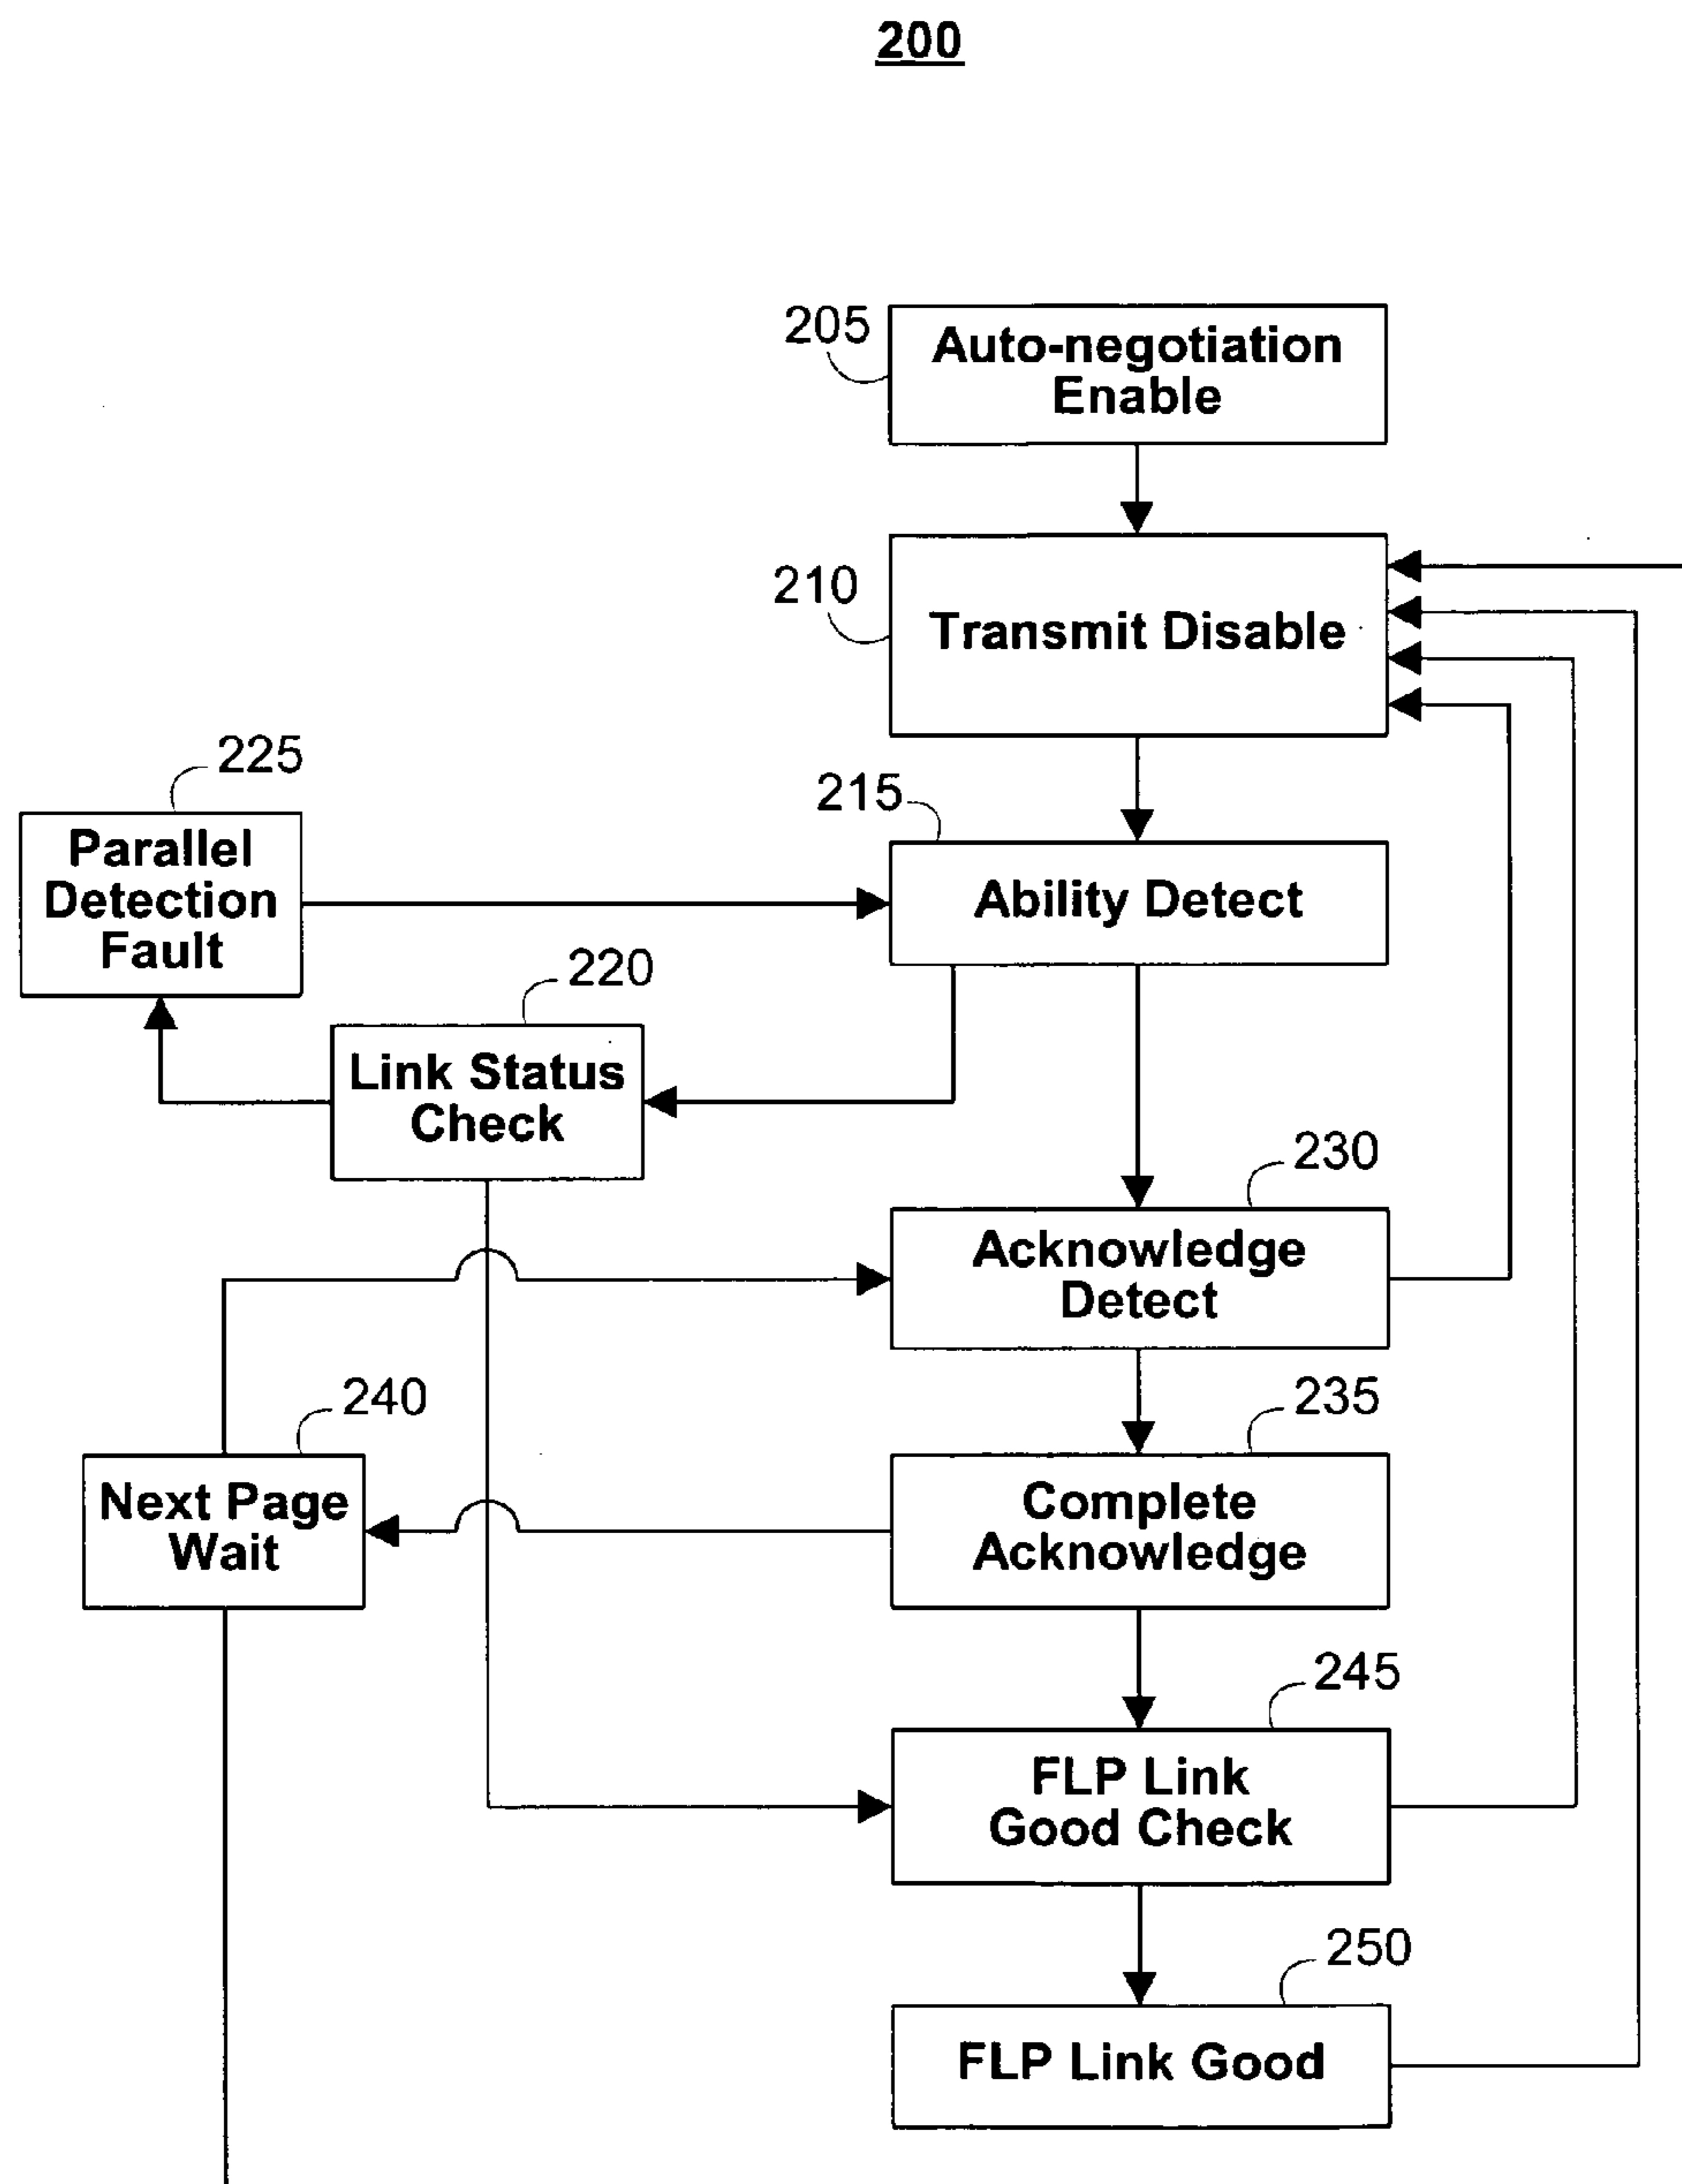 200
205
Auto-negotiation
Enable
210
Transmit Disable
225
Parallel
Detection
Fault
215
Ability Detect
220
Link Status
Check
230
Acknowledge
Detect
240
Next Page
Wait
235
Complete
Acknowledge
245
FLP Link
Good Check
250
FLP Link Good